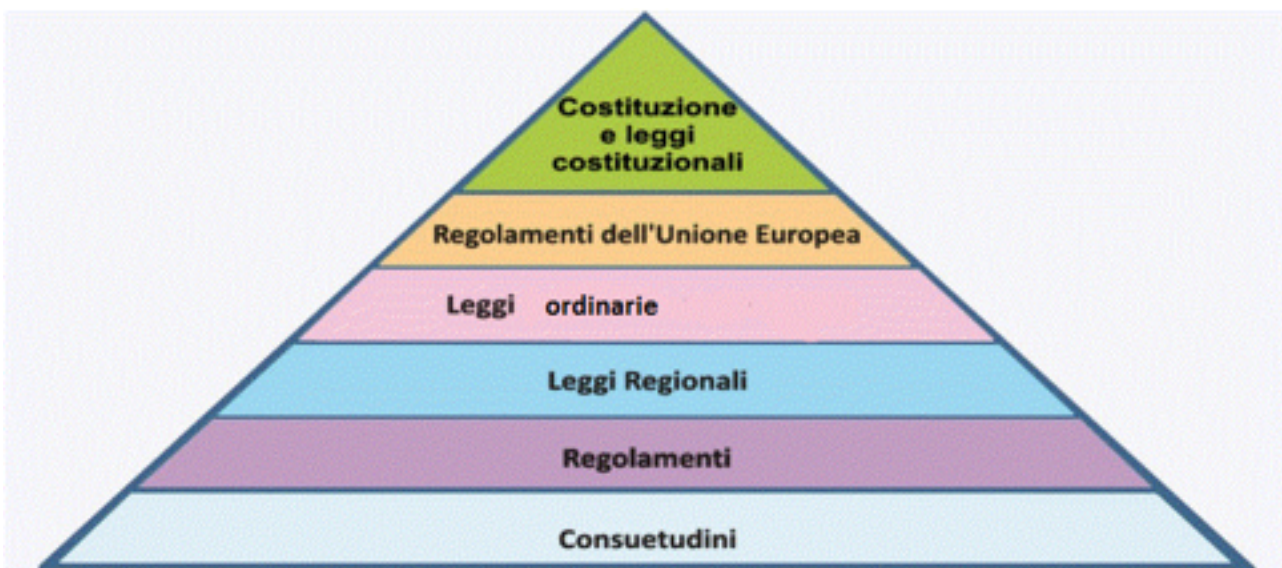 Costituzione
e leggi
costituzionali
Regolamenti dell'Unione Europea
Leggi ordinarie
Leggi Regionali
Regolamenti
Consuetudini